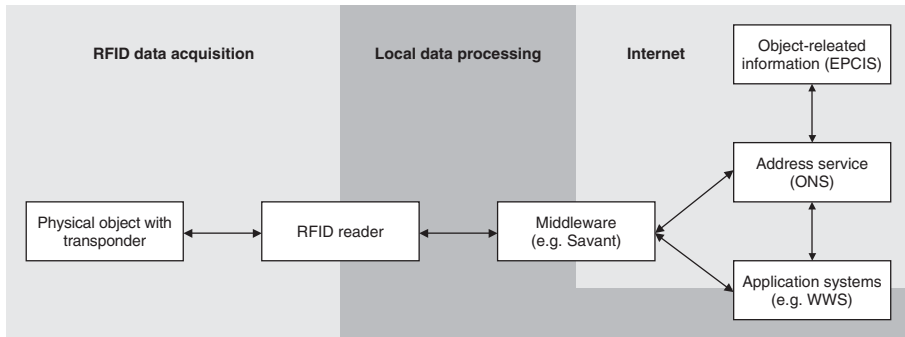 RFID data acquisition
Local data processing
Internet
Object-releated
information (EPCIS)
Address service
(ONS)
Physical object with
transponder
RFID reader
Middleware
(e.g. Savant)
Application systems
(e.g. WWS)